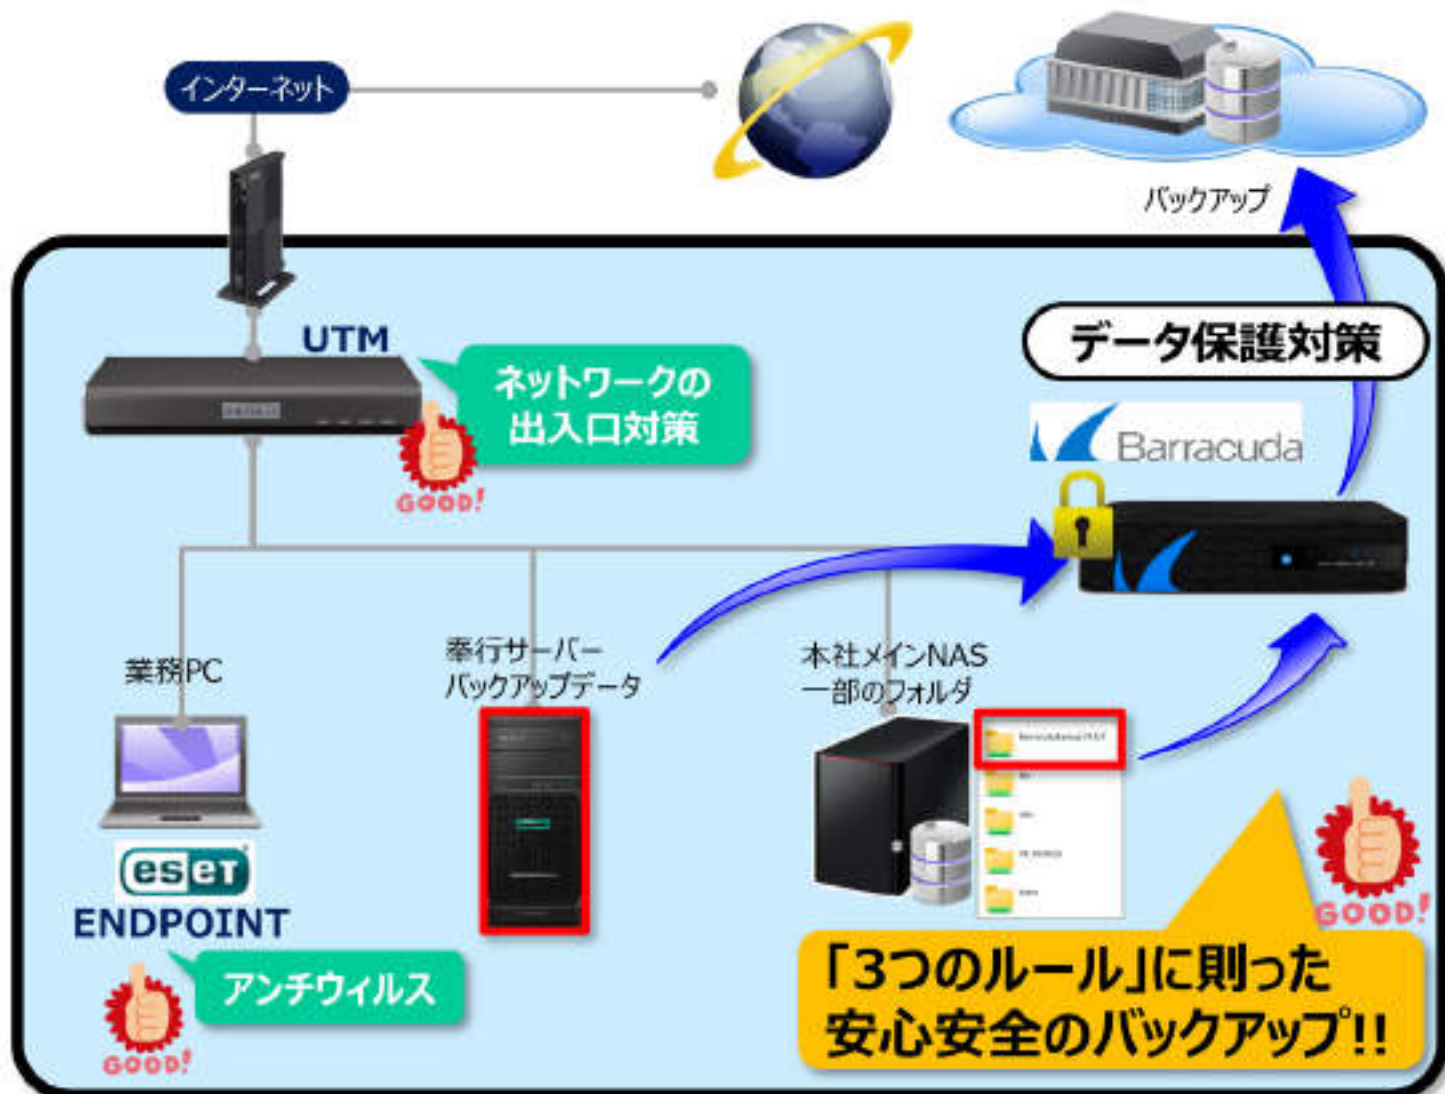 インターネット
バックアップ
UTM
ネットワークの
出入口対策
GOOD!
データ保護対策
Barracuda
業務PC
奉行サーバー
バックアップデータ
本社メインNAS
一部のフォルダ
eseT
ENDPOINT
アンチウィルス
GOOD!
GOOD!
「3つのルール」に則った
安心安全のバックアップ!!